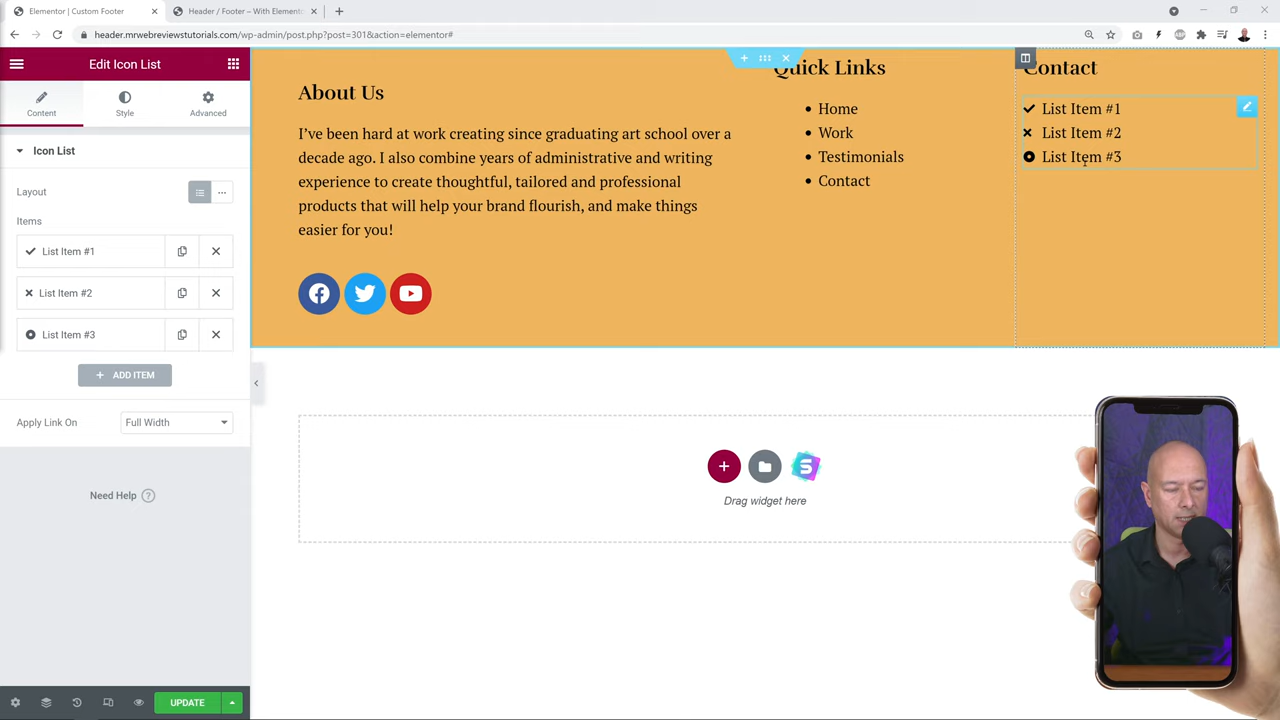 Elementor | Custom Footer
Header / Footer – With Elemento
header.mrwebreviewstutorials.com/wp-admin/post.php?post=301&action=elementor#
Edit Icon List
Content
Style
Advanced
Icon List
Layout
Items
List Item #1
List Item #2
List Item #3
ADD ITEM
Apply Link On
Full Width
Need Help
UPDATE
About Us
I've been hard at work creating since graduating art school over a
decade ago. I also combine years of administrative and writing
experience to create thoughtful, tailored and professional
products that will help your brand flourish, and make things
easier for you!
Quick Links
Home
Work
Testimonials
Contact
Contact
List Item #1
List Item #2
List Item #3
Drag widget here